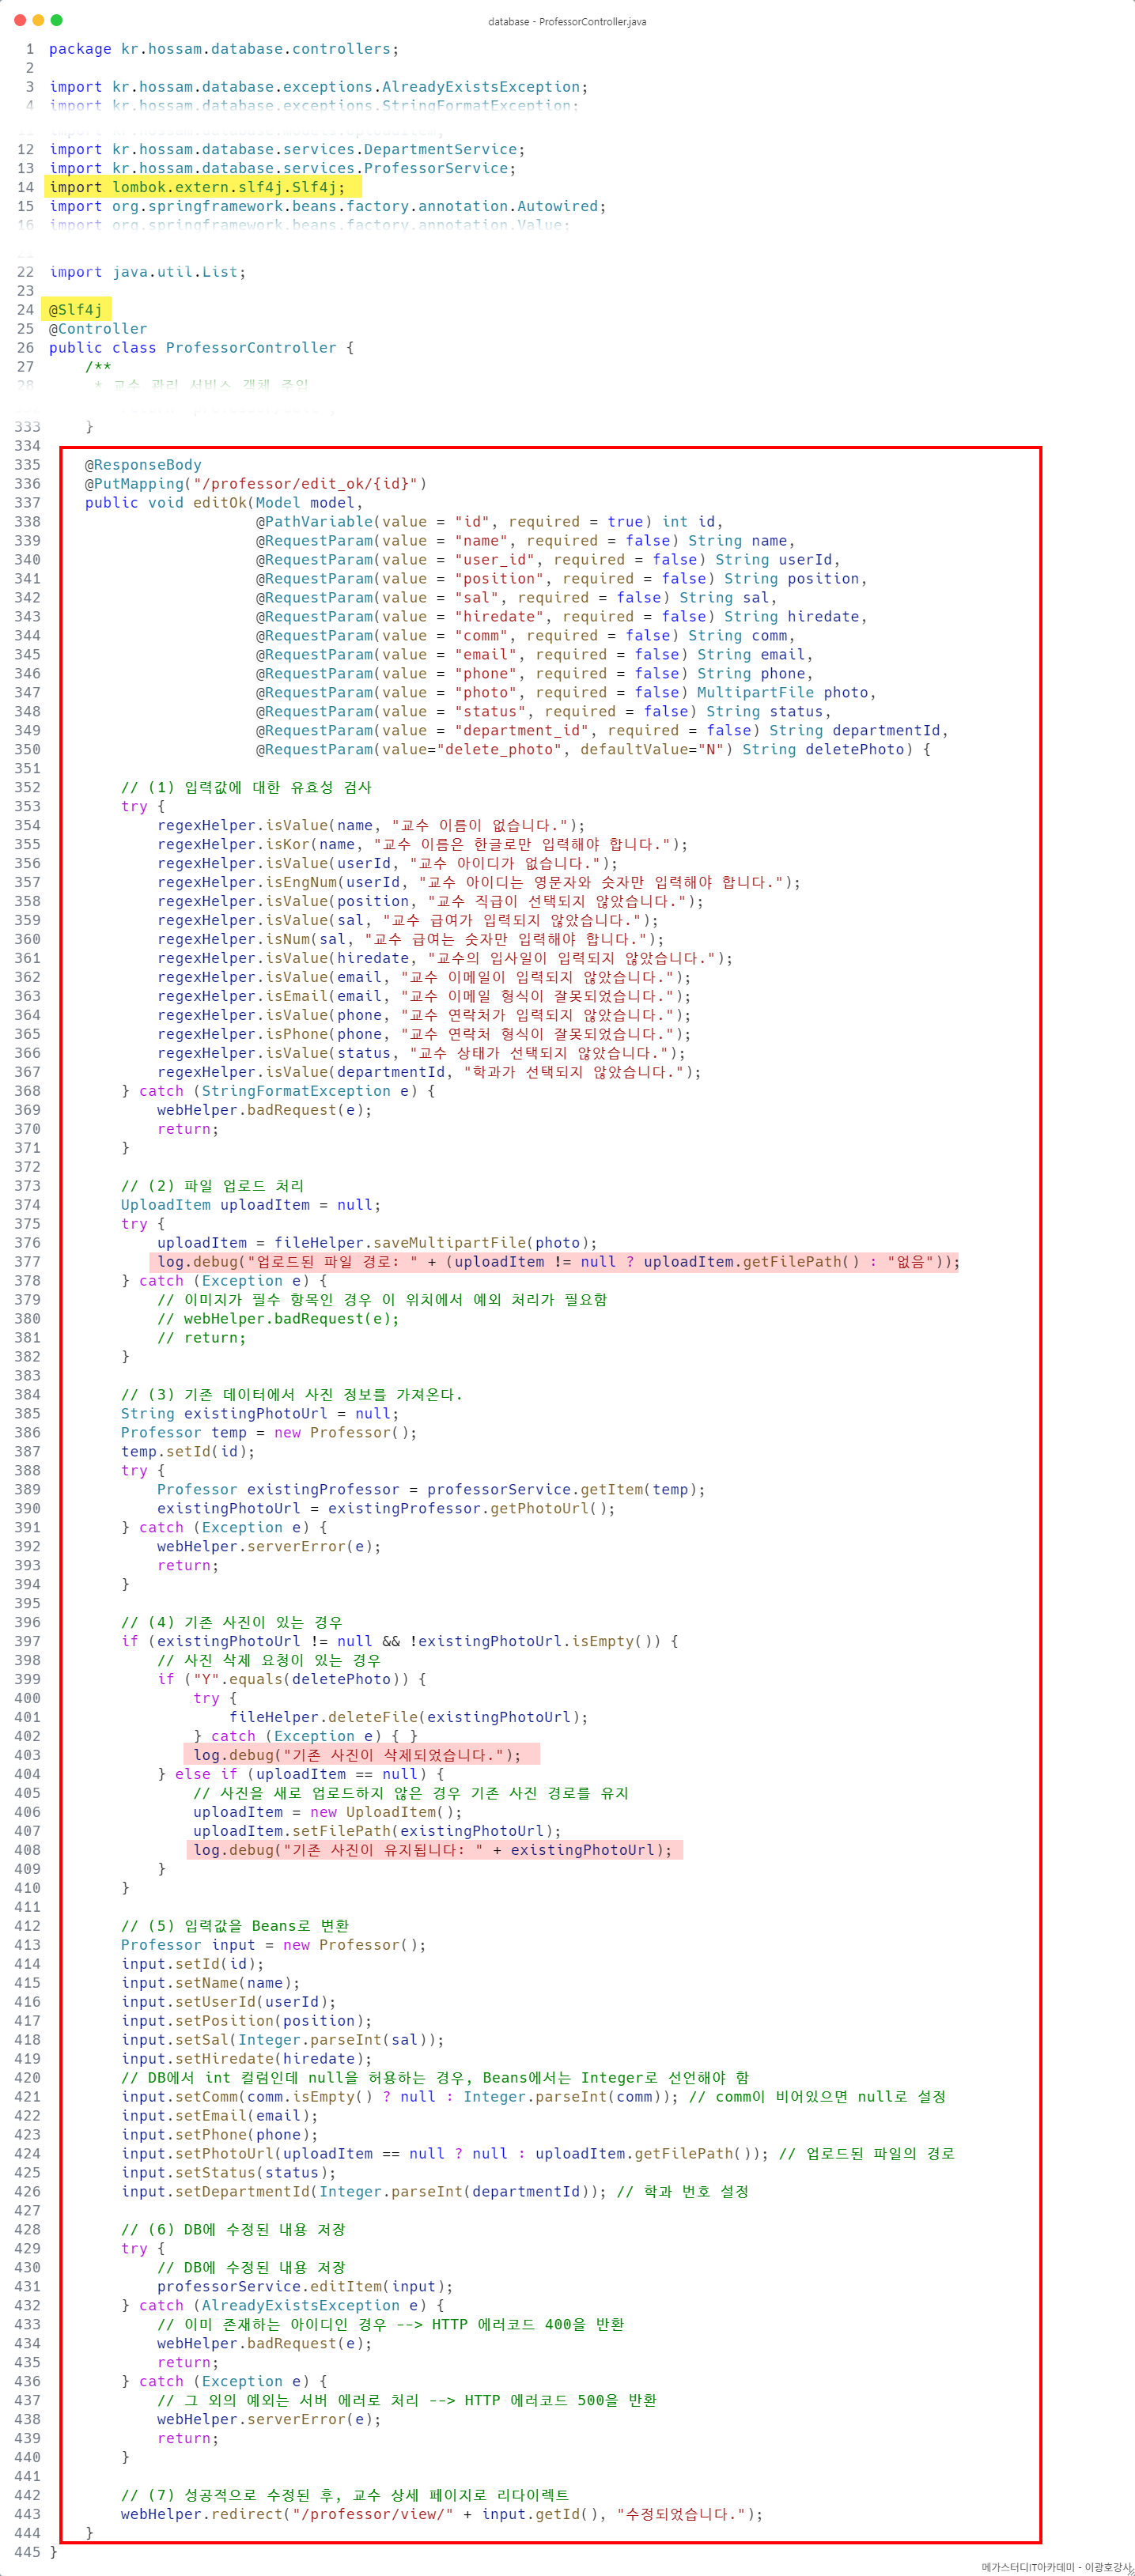 database - ProfessorController.java
1 package kr.hossam.database.controllers;
2
3 import kr.hossam.database.exceptions.AlreadyExistsException;
4 import kr.hossam.database.exceptions.StringFormatException;
12 import kr.hossam.database.services.DepartmentService;
13 import kr.hossam.database.services.ProfessorService;
14 import lombok.extern.slf4j.Slf4j;
15 import org.springframework.beans.factory.annotation.Autowired;
16 import org.springframework.beans.factory.annotation.Value;
22 import java.util.List;
23
24 @Slf4j
25 @Controller
26 public class ProfessorController {
27     /**
28      * 교수 관리 서비스 객체 주입
333     }
334
335     @ResponseBody
336     @PutMapping("/professor/edit_ok/{id}")
337     public void editOk(Model model,
338                        @PathVariable(value = "id", required = true) int id,
339                        @RequestParam(value = "name", required = false) String name,
340                        @RequestParam(value = "user_id", required = false) String userId,
341                        @RequestParam(value = "position", required = false) String position,
342                        @RequestParam(value = "sal", required = false) String sal,
343                        @RequestParam(value = "hiredate", required = false) String hiredate,
344                        @RequestParam(value = "comm", required = false) String comm,
345                        @RequestParam(value = "email", required = false) String email,
346                        @RequestParam(value = "phone", required = false) String phone,
347                        @RequestParam(value = "photo", required = false) MultipartFile photo,
348                        @RequestParam(value = "status", required = false) String status,
349                        @RequestParam(value = "department_id", required = false) String departmentId,
350                        @RequestParam(value="delete_photo", defaultValue="N") String deletePhoto) {
351
352         // (1) 입력값에 대한 유효성 검사
353         try {
354             regexHelper.isValue(name, "교수 이름이 없습니다.");
355             regexHelper.isKor(name, "교수 이름은 한글로만 입력해야 합니다.");
356             regexHelper.isValue(userId, "교수 아이디가 없습니다.");
357             regexHelper.isEngNum(userId, "교수 아이디는 영문자와 숫자만 입력해야 합니다.");
358             regexHelper.isValue(position, "교수 직급이 선택되지 않았습니다.");
359             regexHelper.isValue(sal, "교수 급여가 입력되지 않았습니다.");
360             regexHelper.isNum(sal, "교수 급여는 숫자만 입력해야 합니다.");
361             regexHelper.isValue(hiredate, "교수의 입사일이 입력되지 않았습니다.");
362             regexHelper.isValue(email, "교수 이메일이 입력되지 않았습니다.");
363             regexHelper.isEmail(email, "교수 이메일 형식이 잘못되었습니다.");
364             regexHelper.isValue(phone, "교수 연락처가 입력되지 않았습니다.");
365             regexHelper.isPhone(phone, "교수 연락처 형식이 잘못되었습니다.");
366             regexHelper.isValue(status, "교수 상태가 선택되지 않았습니다.");
367             regexHelper.isValue(departmentId, "학과가 선택되지 않았습니다.");
368         } catch (StringFormatException e) {
369             webHelper.badRequest(e);
370             return;
371         }
372
373         // (2) 파일 업로드 처리
374         UploadItem uploadItem = null;
375         try {
376             uploadItem = fileHelper.saveMultipartFile(photo);
377             log.debug("업로드된 파일 경로: " + (uploadItem != null ? uploadItem.getFilePath() : "없음"));
378         } catch (Exception e) {
379             // 이미지가 필수 항목인 경우 이 위치에서 예외 처리가 필요함
380             // webHelper.badRequest(e);
381             // return;
382         }
383
384         // (3) 기존 데이터에서 사진 정보를 가져온다.
385         String existingPhotoUrl = null;
386         Professor temp = new Professor();
387         temp.setId(id);
388         try {
389             Professor existingProfessor = professorService.getItem(temp);
390             existingPhotoUrl = existingProfessor.getPhotoUrl();
391         } catch (Exception e) {
392             webHelper.serverError(e);
393             return;
394         }
395
396         // (4) 기존 사진이 있는 경우
397         if (existingPhotoUrl != null && !existingPhotoUrl.isEmpty()) {
398             // 사진 삭제 요청이 있는 경우
399             if ("Y".equals(deletePhoto)) {
400                 try {
401                     fileHelper.deleteFile(existingPhotoUrl);
402                 } catch (Exception e) { }
403                 log.debug("기존 사진이 삭제되었습니다.");
404             } else if (uploadItem == null) {
405                 // 사진을 새로 업로드하지 않은 경우 기존 사진 경로를 유지
406                 uploadItem = new UploadItem();
407                 uploadItem.setFilePath(existingPhotoUrl);
408                 log.debug("기존 사진이 유지됩니다: " + existingPhotoUrl);
409             }
410         }
411
412         // (5) 입력값을 Beans로 변환
413         Professor input = new Professor();
414         input.setId(id);
415         input.setName(name);
416         input.setUserId(userId);
417         input.setPosition(position);
418         input.setSal(Integer.parseInt(sal));
419         input.setHiredate(hiredate);
420         // DB에서 int 컬럼인데 null을 허용하는 경우, Beans에서는 Integer로 선언해야 함
421         input.setComm(comm.isEmpty() ? null : Integer.parseInt(comm)); // comm이 비어있으면 null로 설정
422         input.setEmail(email);
423         input.setPhone(phone);
424         input.setPhotoUrl(uploadItem == null ? null : uploadItem.getFilePath()); // 업로드된 파일의 경로
425         input.setStatus(status);
426         input.setDepartmentId(Integer.parseInt(departmentId)); // 학과 번호 설정
427
428         // (6) DB에 수정된 내용 저장
429         try {
430             // DB에 수정된 내용 저장
431             professorService.editItem(input);
432         } catch (AlreadyExistsException e) {
433             // 이미 존재하는 아이디인 경우 --> HTTP 에러코드 400을 반환
434             webHelper.badRequest(e);
435             return;
436         } catch (Exception e) {
437             // 그 외의 예외는 서버 에러로 처리 --> HTTP 에러코드 500을 반환
438             webHelper.serverError(e);
439             return;
440         }
441
442         // (7) 성공적으로 수정된 후, 교수 상세 페이지로 리다이렉트
443         webHelper.redirect("/professor/view/" + input.getId(), "수정되었습니다.");
444     }
445 }
메가스터디IT아카데미 - 이광호강사